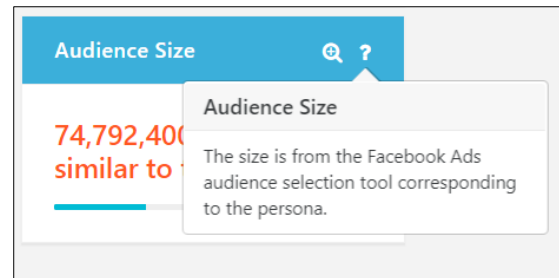 Audience Size ?
Audience Size
The size is from the Facebook Ads
audience selection tool corresponding
to the persona.
74,792,400
similar to